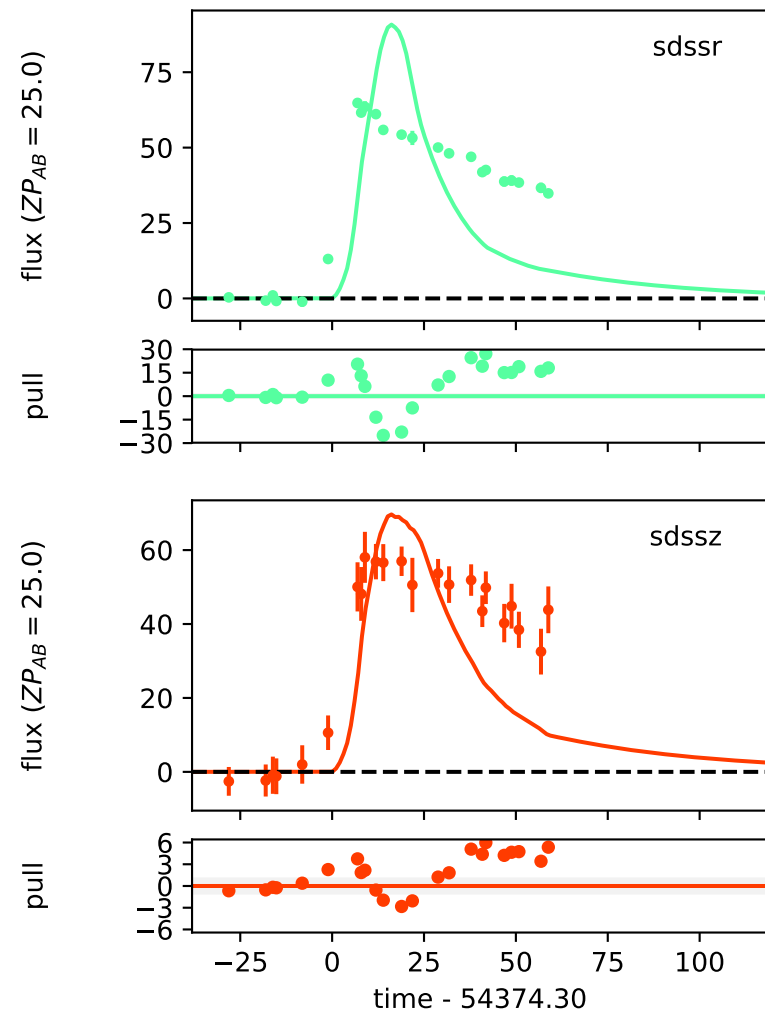 sdssr
flux (ZP_AB = 25.0)
75
50
25
0
pull
30
15
0
−15
−30
sdssz
flux (ZP_AB = 25.0)
60
40
20
0
pull
6
3
0
−3
−6
−25 0 25 50 75 100
time - 54374.30